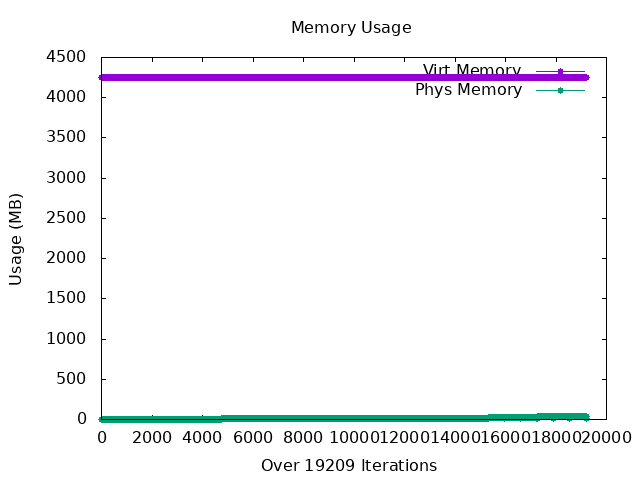 Memory Usage
Virt Memory
Phys Memory
4500
4000
3500
3000
2500
2000
1500
1000
500
0
Usage (MB)
0 2000 4000 6000 8000 10000 12000 14000 16000 18000 20000
Over 19209 Iterations